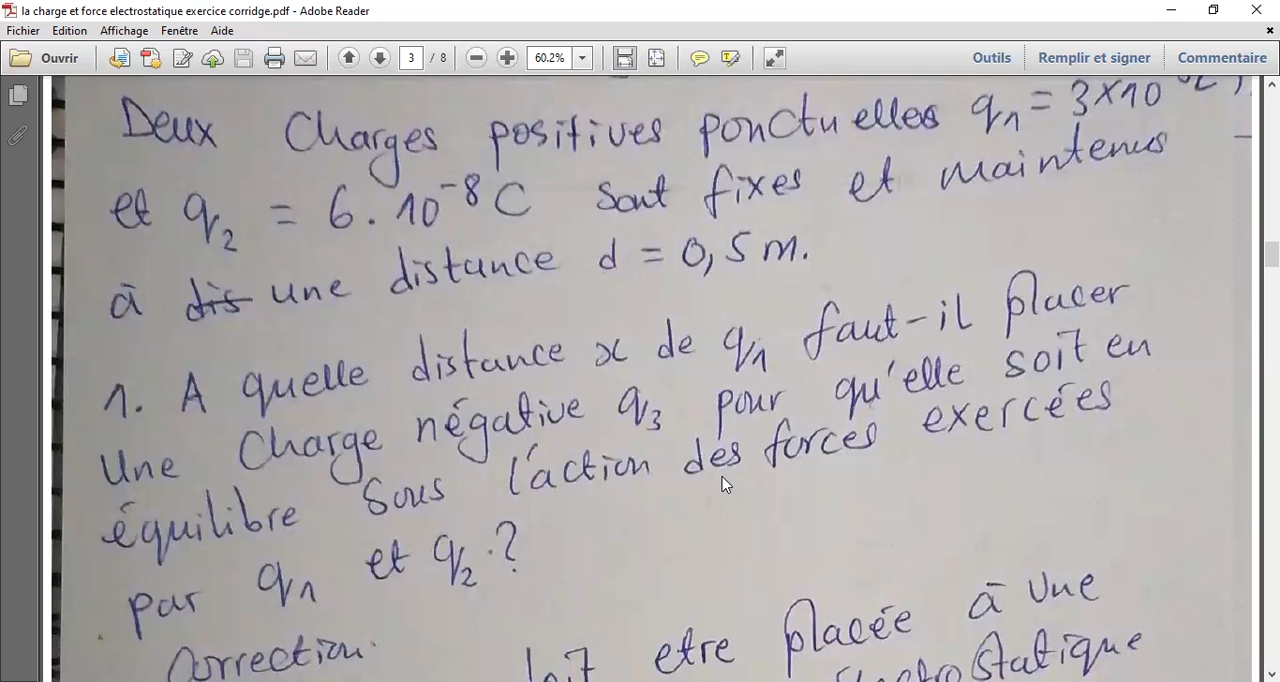 la charge et force electrostatique exercice corridge.pdf - Adobe Reader
Fichier Edition Affichage Fenêtre Aide
Ouvrir 3 / 8 60.2% Outils Remplir et signer Commentaire
Deux Charges positives ponctuelles q1 = 3x10
et q2 = 6.10^-8 C sont fixes et maintenus
à dis une distance d = 0,5 m.
1. A quelle distance x de q1 faut-il placer
Une Charge négative q3 pour qu'elle soit en
équilibre Sous l'action des forces exercées
par q1 et q2.?
Correction. etre placée à une